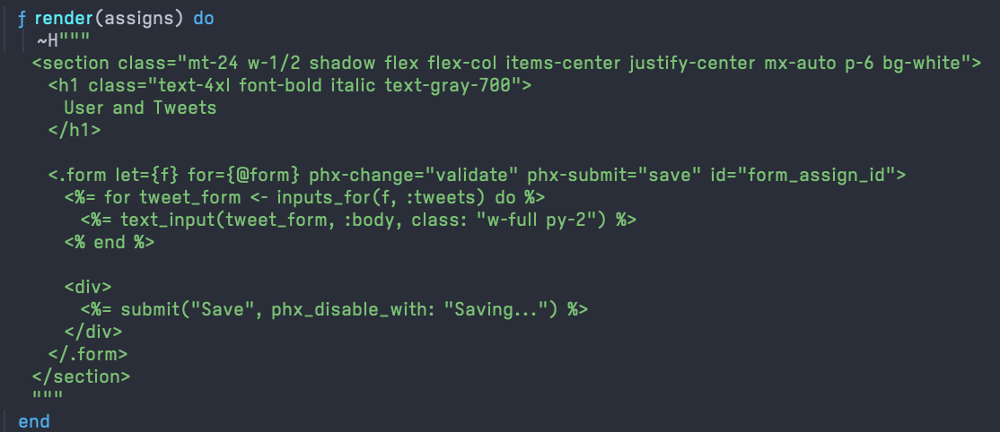 ƒ render(assigns) do
~H"""
<section class="mt-24 w-1/2 shadow flex flex-col items-center justify-center mx-auto p-6 bg-white">
<h1 class="text-4xl font-bold italic text-gray-700">
User and Tweets
</h1>
<.form let={f} for={@form} phx-change="validate" phx-submit="save" id="form_assign_id">
<%= for tweet_form <- inputs_for(f, :tweets) do %>
<%= text_input(tweet_form, :body, class: "w-full py-2") %>
<% end %>
<div>
<%= submit("Save", phx_disable_with: "Saving...") %>
</div>
</.form>
</section>
"""
end